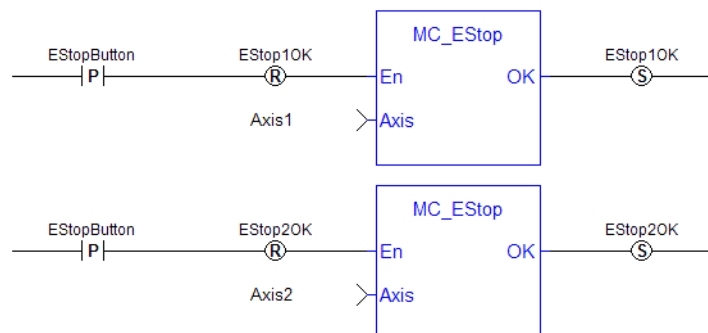 MC_EStop
EStopButton EStop1OK EStop1OK
P R En OK S
Axis1 Axis
MC_EStop
EStopButton EStop2OK EStop2OK
P R En OK S
Axis2 Axis